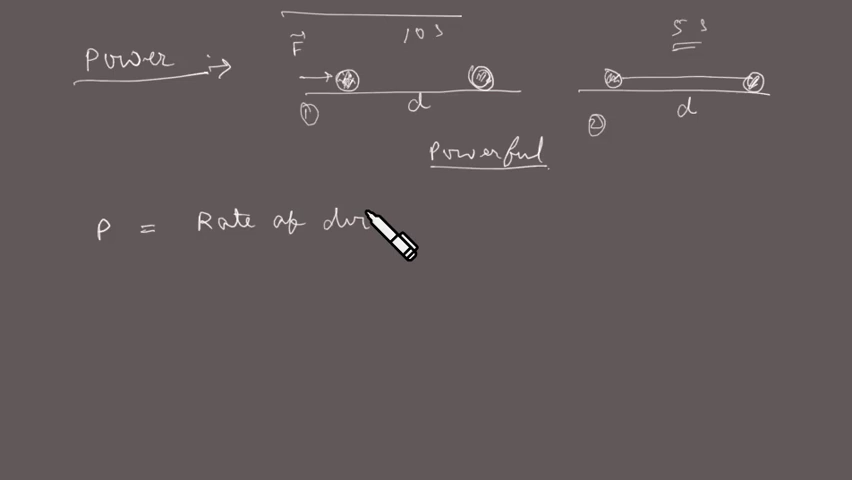 10 s
5 s
Power :→
F
d
d
①
②
Powerful
P = Rate of